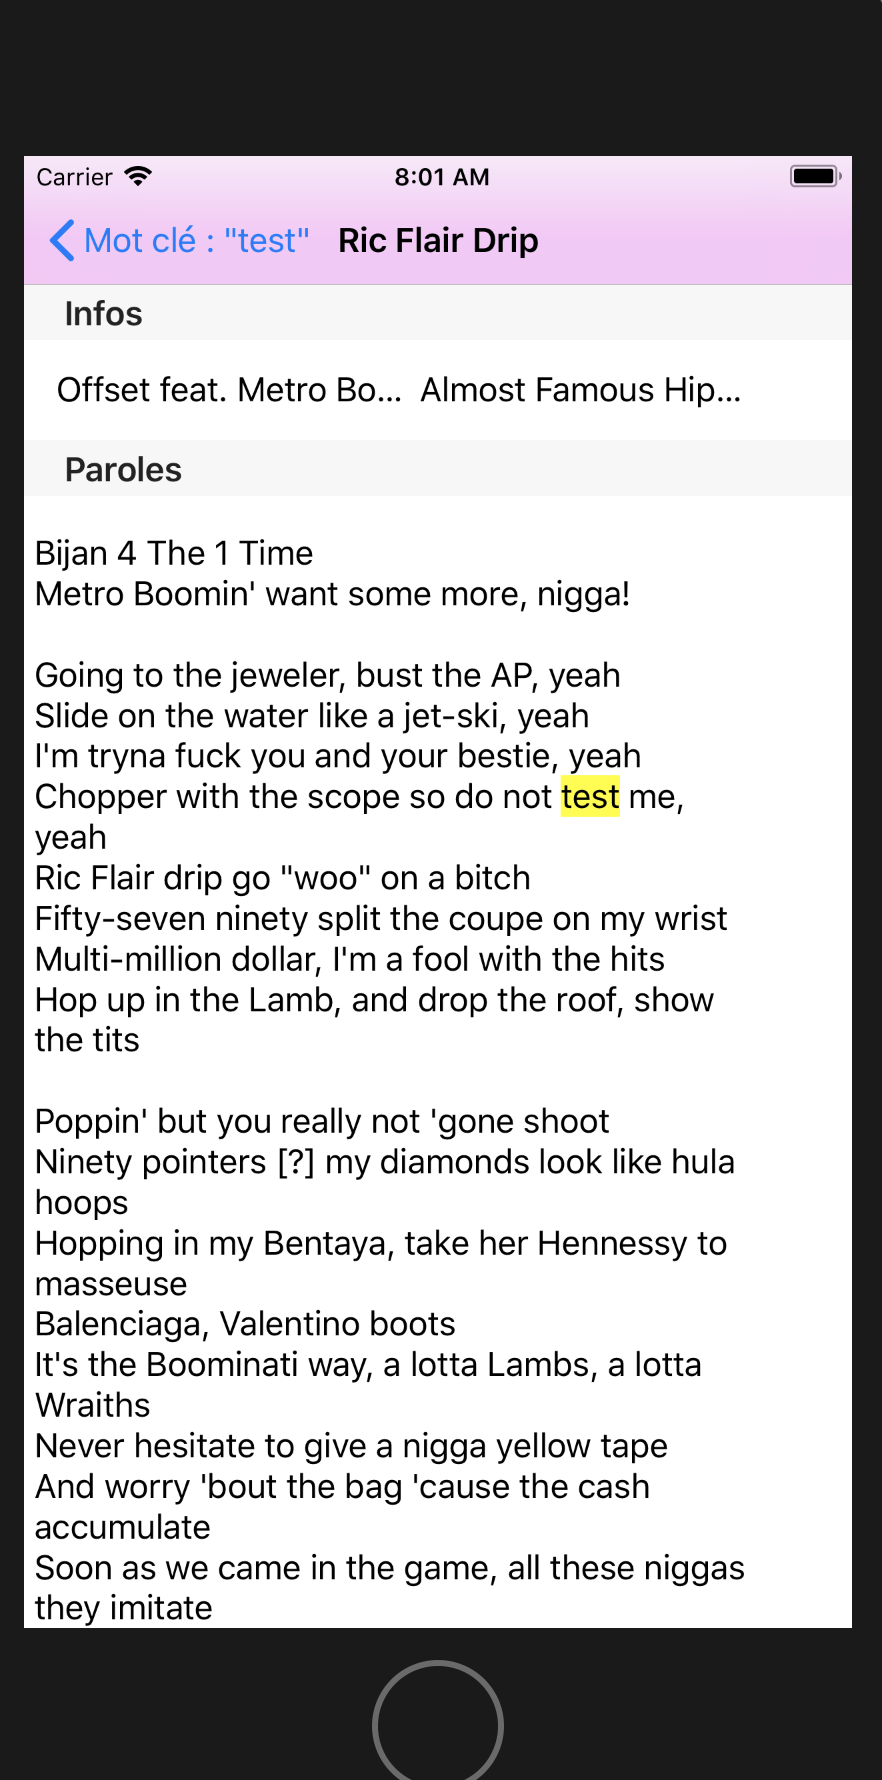 Carrier 8:01 AM
Mot clé : "test" Ric Flair Drip
Infos
Offset feat. Metro Bo... Almost Famous Hip...
Paroles
Bijan 4 The 1 Time
Metro Boomin' want some more, nigga!
Going to the jeweler, bust the AP, yeah
Slide on the water like a jet-ski, yeah
I'm tryna fuck you and your bestie, yeah
Chopper with the scope so do not test me,
yeah
Ric Flair drip go "woo" on a bitch
Fifty-seven ninety split the coupe on my wrist
Multi-million dollar, I'm a fool with the hits
Hop up in the Lamb, and drop the roof, show
the tits
Poppin' but you really not 'gone shoot
Ninety pointers [?] my diamonds look like hula
hoops
Hopping in my Bentaya, take her Hennessy to
masseuse
Balenciaga, Valentino boots
It's the Boominati way, a lotta Lambs, a lotta
Wraiths
Never hesitate to give a nigga yellow tape
And worry 'bout the bag 'cause the cash
accumulate
Soon as we came in the game, all these niggas
they imitate